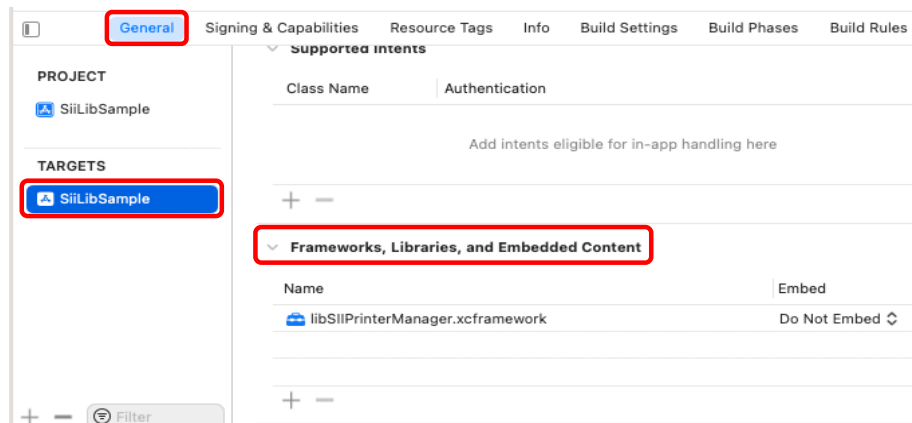 General Signing & Capabilities Resource Tags Info Build Settings Build Phases Build Rules
PROJECT
SiiLibSample
TARGETS
SiiLibSample
Filter
Supported Intents
Class Name Authentication
Add intents eligible for in-app handling here
Frameworks, Libraries, and Embedded Content
Name Embed
libSIIPrinterManager.xcframework Do Not Embed